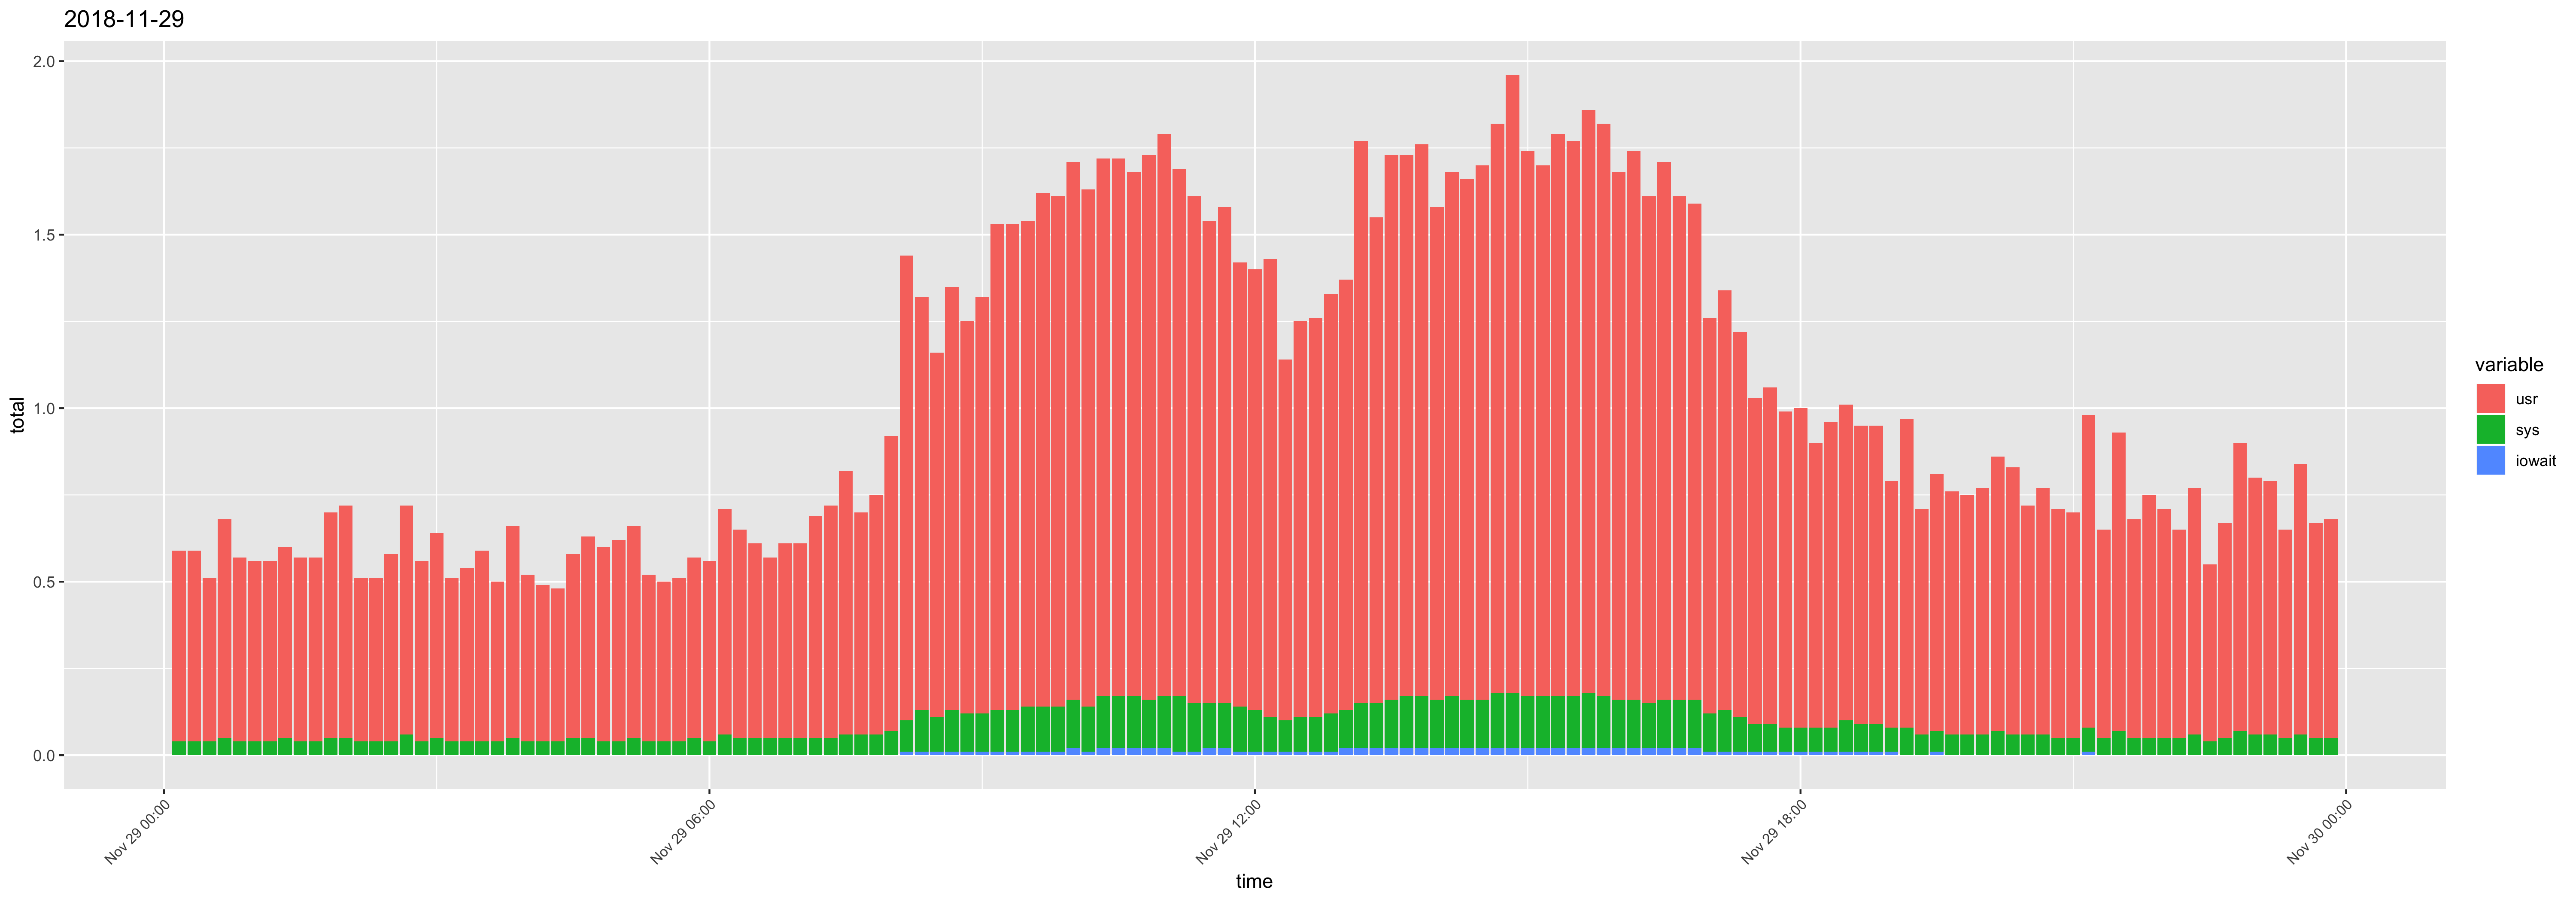 2018-11-29
total
2.0
1.5
1.0
0.5
0.0
Nov 29 00:00
Nov 29 06:00
Nov 29 12:00
Nov 29 18:00
Nov 30 00:00
time
variable
usr
sys
iowait